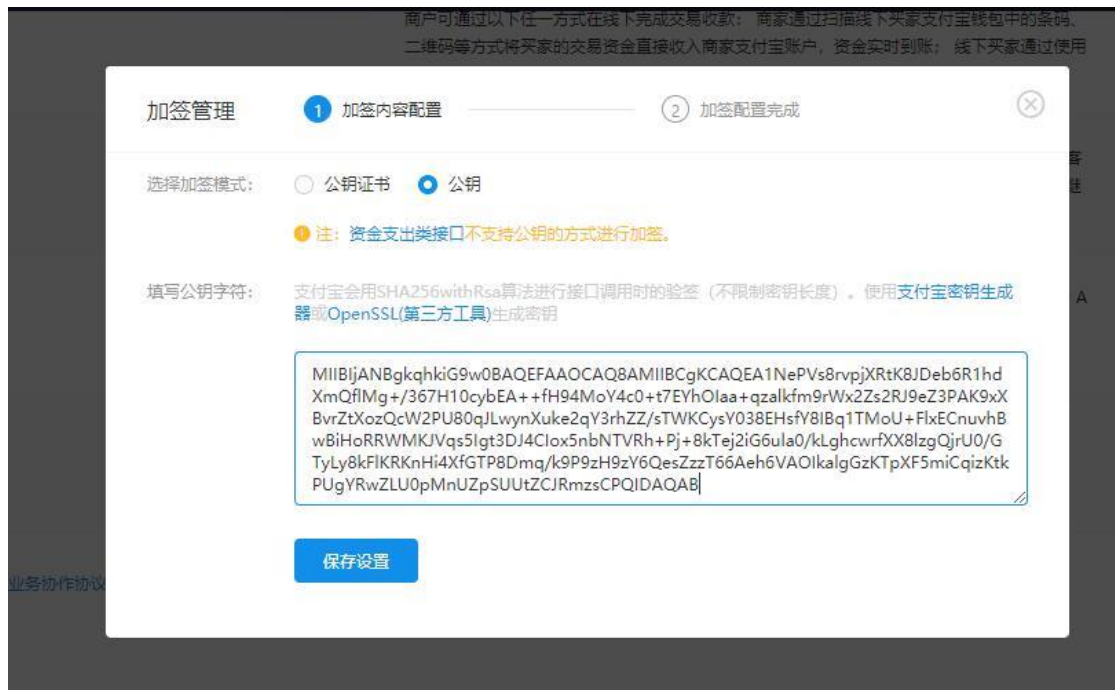 商户可通过以下任一方式在线下完成交易收款： 商家通过扫描线下买家支付宝钱包中的条码、
二维码等方式将买家的交易资金直接收入商家支付宝账户，资金实时到账； 线下买家通过使用
加签管理
1 加签内容配置
2 加签配置完成
客
选择加签模式：
公钥证书 公钥
注：资金支出类接口不支持公钥的方式进行加签。
填写公钥字符：
支付宝会用SHA256withRsa算法进行接口调用时的验签（不限制密钥长度）。使用支付宝密钥生成
A
器或OpenSSL(第三方工具)生成密钥
MIIBIjANBgkqhkiG9w0BAQEFAAOCAQ8AMIIBCgKCAQEA1NePVs8rvpjXRtK8JDeb6R1hd
XmQflMg+/367H10cybEA++fH94MoY4c0+t7EYhOIaa+qzalkfm9rWx2Zs2RJ9eZ3PAK9xX
BvrZtXozQcW2PU80qJLwynXuke2qY3rhZZ/sTWKCysY038EHsfY8IBq1TMoU+FlxECnuvhB
wBiHoRRWMKJVqs5Igt3DJ4CIox5nbNTVRh+Pj+8kTej2iG6ula0/kLghcwrfXX8lzgQjrU0/G
TyLy8kFlKRKnHi4XfGTP8Dmq/k9P9zH9zY6QesZzzT66Aeh6VAOIkalgGzKTpXF5miCqizKtk
PUgYRwZLU0pMnUZpSUUtZCJRmzsCPQIDAQAB
保存设置
业务协作协议